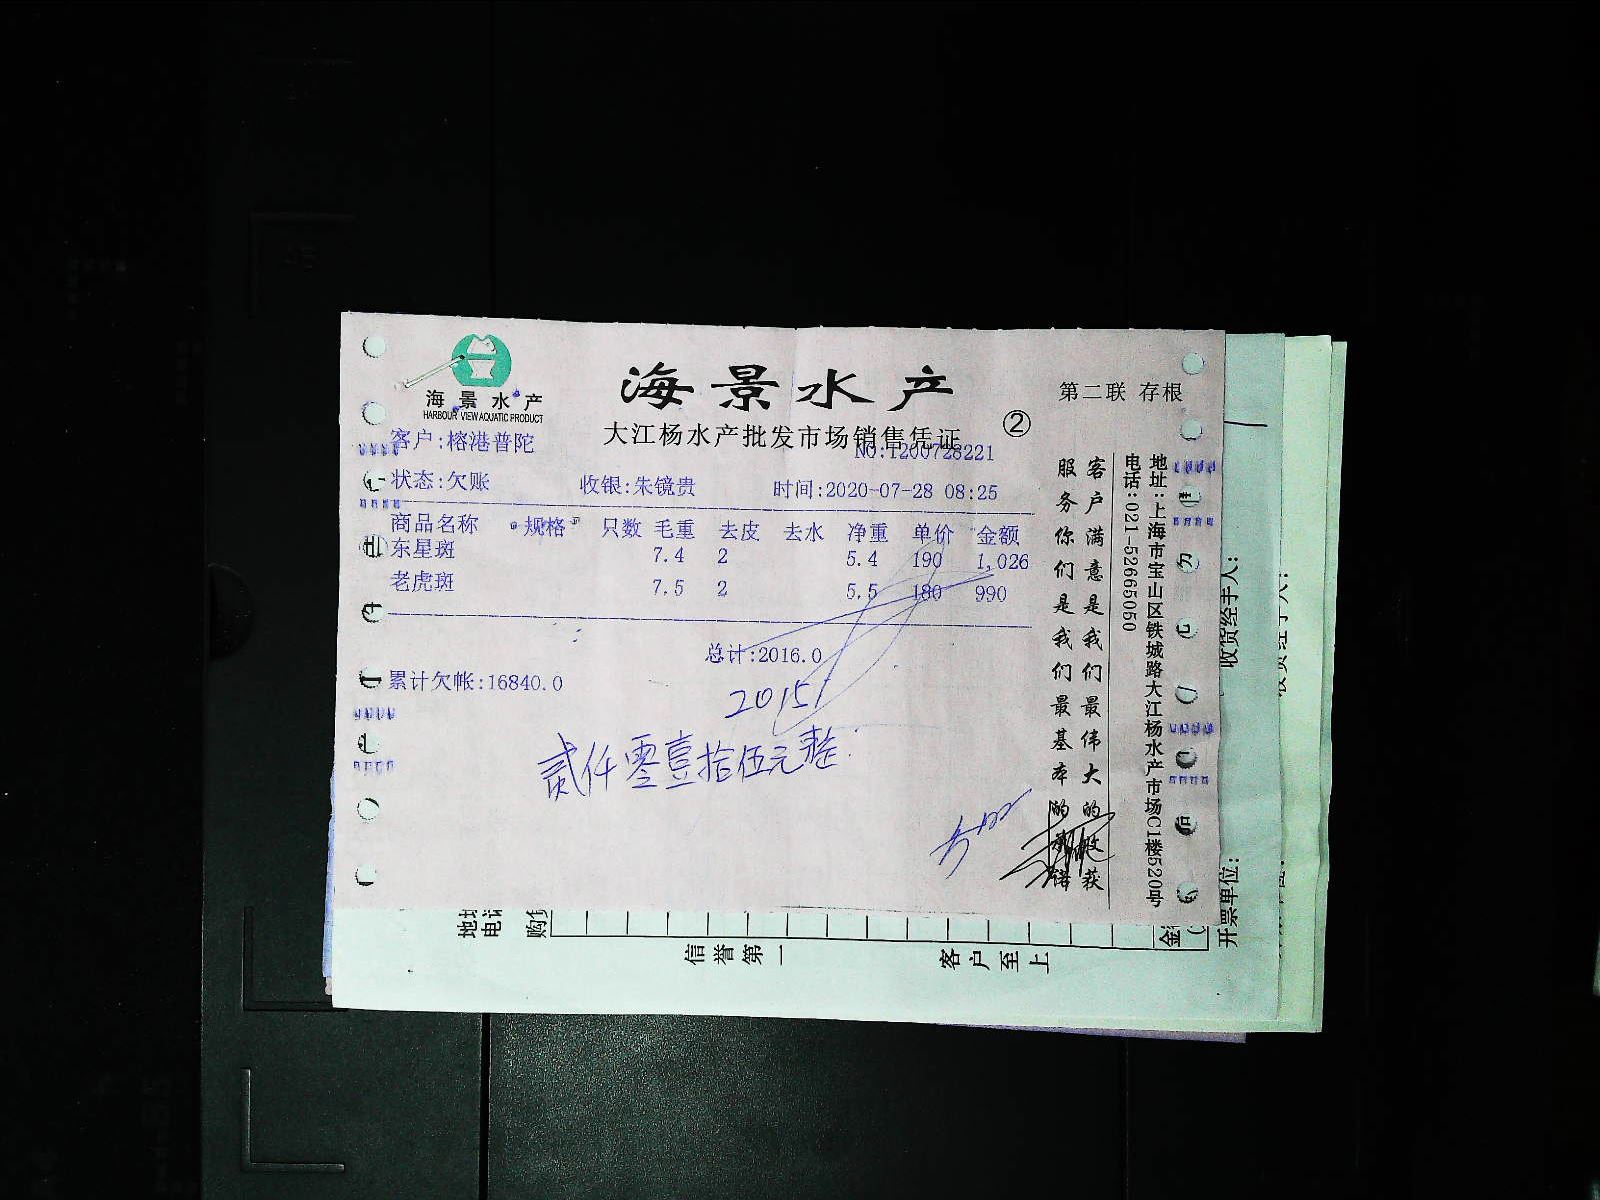 海景水产
HARBOUR VIEW AQUATIC PRODUCT
海景水产
第二联 存根
大江杨水产批发市场销售凭证
②
客户:榕港普陀
NO:1200728221
状态:欠账 收银:朱镜贵 时间:2020-07-28 08:25
商品名称 规格 只数 毛重 去皮 去水 净重 单价 金额
东星斑 7.4 2 5.4 190 1,026
老虎斑 7.5 2 5.5 180 990
总计:2016.0
累计欠帐:16840.0
2015/
贰仟零壹拾伍元整
客户满意是我们最伟大的收获
服务你们是我们最基本的
地址:上海市宝山区铁城路大江杨水产市场C1楼520号
电话:021-52665050
收货经手人:
开票单位:
地址
电话
信誉第一
客户至上